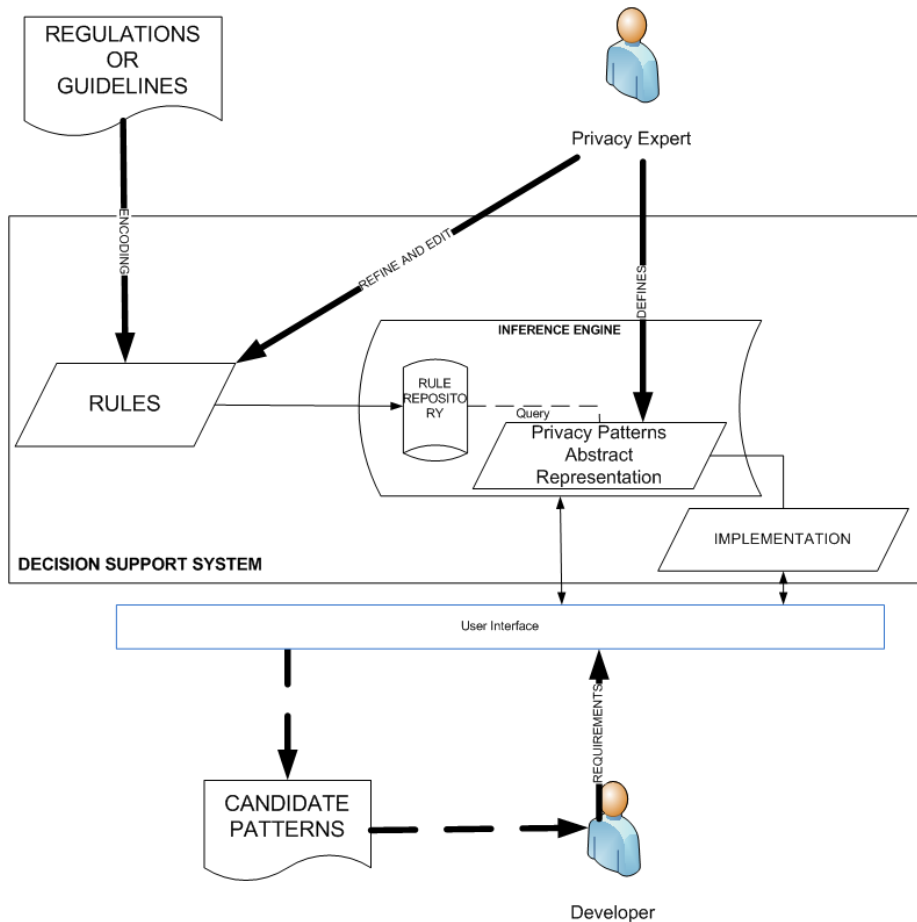 REGULATIONS
OR
GUIDELINES
Privacy Expert
ENCODING
REFINE AND EDIT
DEFINES
INFERENCE ENGINE
RULES
RULE
REPOSITO
RY
Query
Privacy Patterns
Abstract
Representation
IMPLEMENTATION
DECISION SUPPORT SYSTEM
User Interface
REQUIREMENTS
CANDIDATE
PATTERNS
Developer